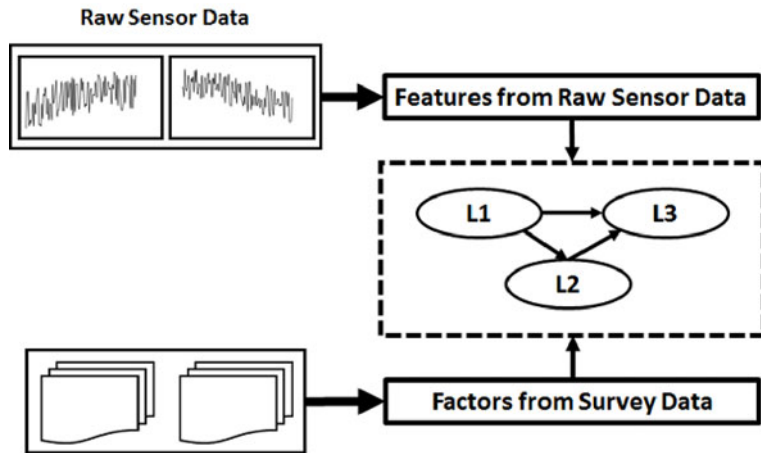 Raw Sensor Data
Features from Raw Sensor Data
L1
L3
L2
Factors from Survey Data